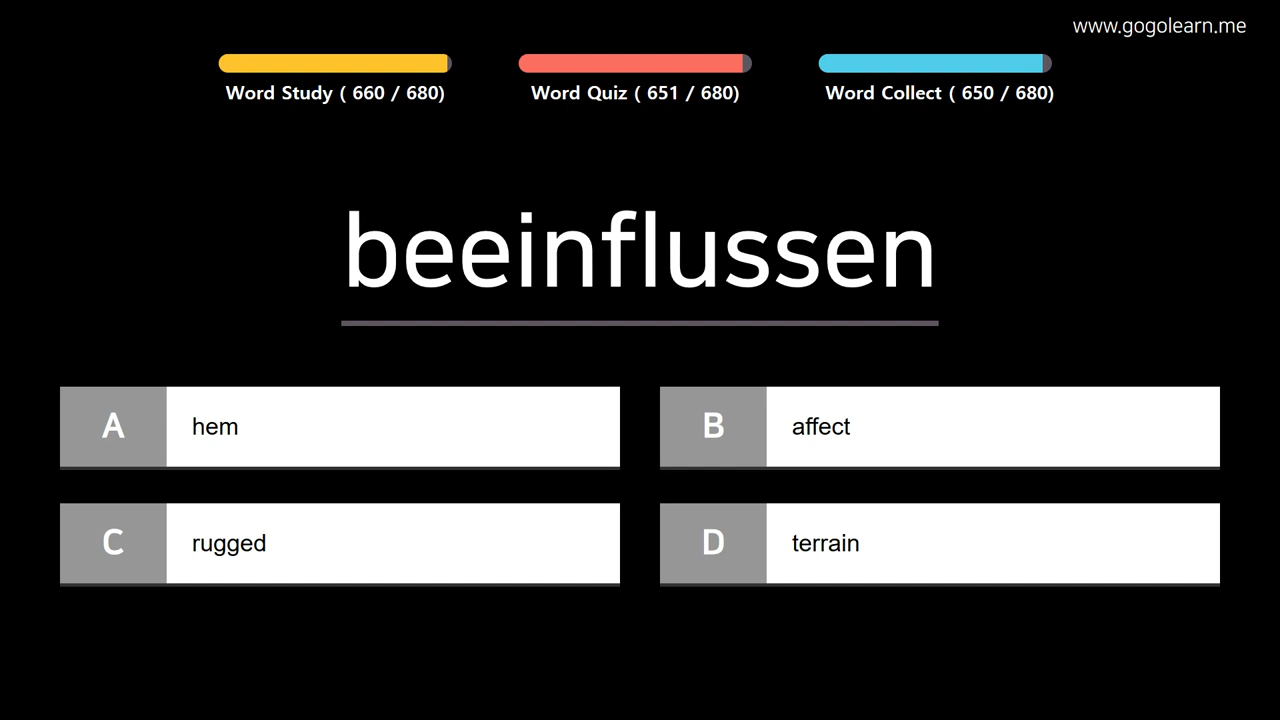 www.gogolearn.me
Word Study ( 660 / 680)
Word Quiz ( 651 / 680)
Word Collect ( 650 / 680)
beeinflussen
A hem
B affect
C rugged
D terrain